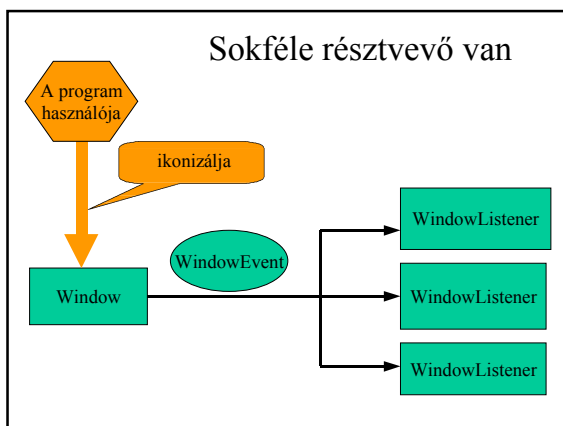 Sokféle résztvevő van
A program
használója
ikonizálja
WindowListener
WindowEvent
Window
WindowListener
WindowListener